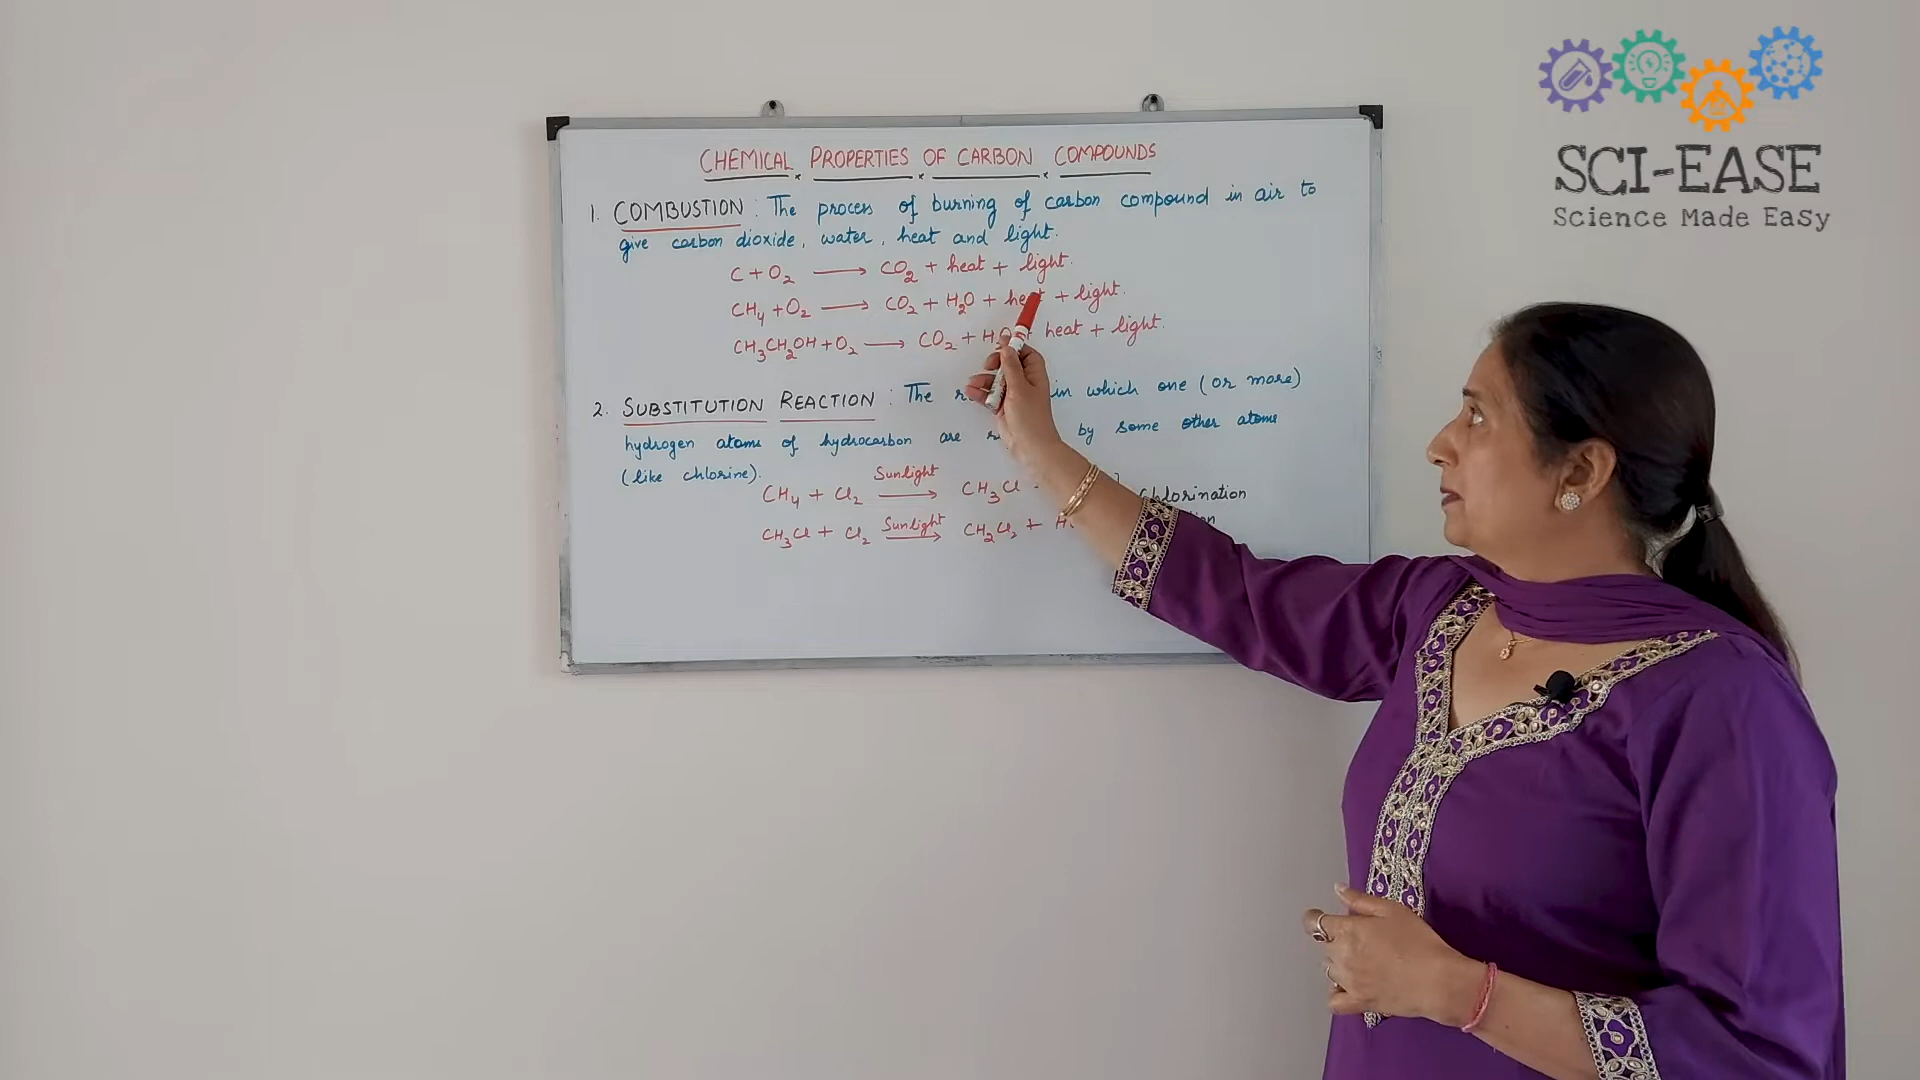 SCI-EASE
Science Made Easy
CHEMICAL PROPERTIES OF CARBON COMPOUNDS
1. COMBUSTION : The process of burning of carbon compound in air to
give carbon dioxide, water, heat and light.
C + O₂ ⟶ CO₂ + heat + light.
CH₄ + O₂ ⟶ CO₂ + H₂O + heat + light.
CH₃CH₂OH + O₂ ⟶ CO₂ + H₂O + heat + light.
2. SUBSTITUTION REACTION : The in which one (or more)
hydrogen atoms of hydrocarbon are by some other atoms
(like chlorine).
Sunlight
CH₄ + Cl₂ ⟶ CH₃Cl Chlorination
Sunlight
CH₃Cl + Cl₂ ⟶ CH₂Cl₂ +